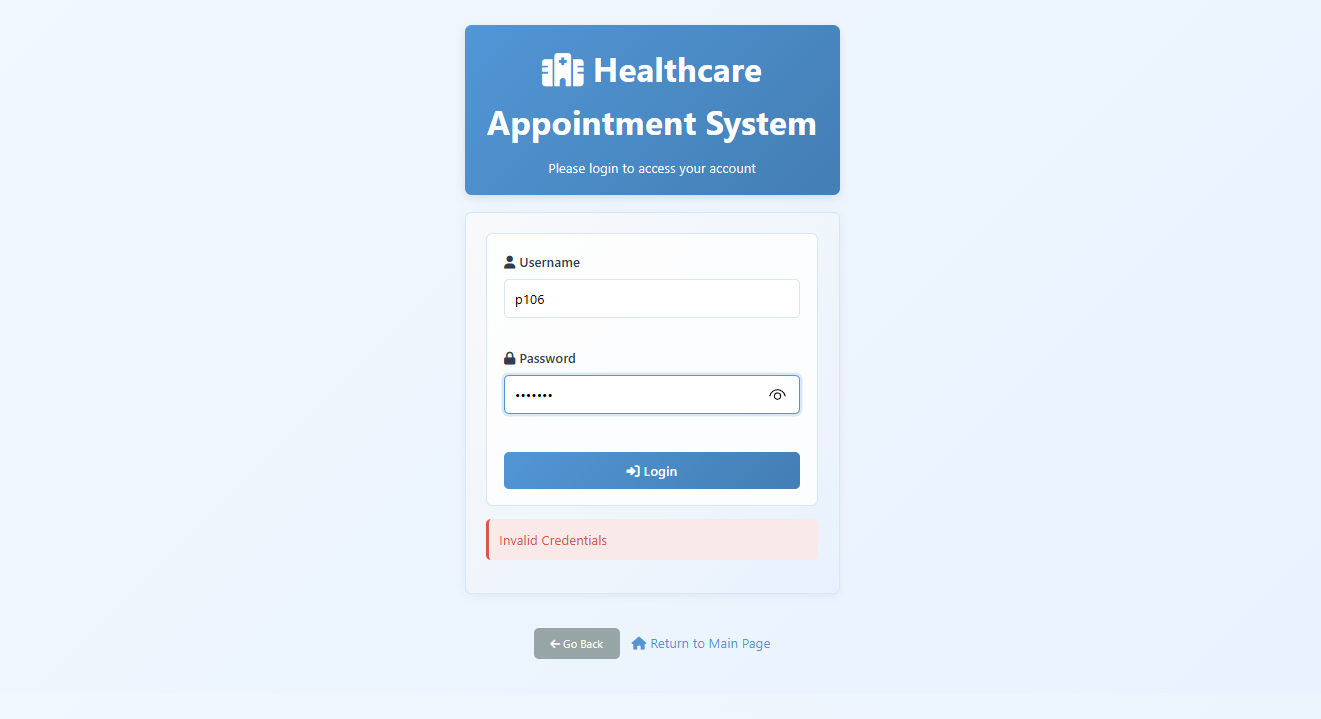 Healthcare
Appointment System
Please login to access your account
Username
p106
Password
•••••••
Login
Invalid Credentials
Go Back
Return to Main Page